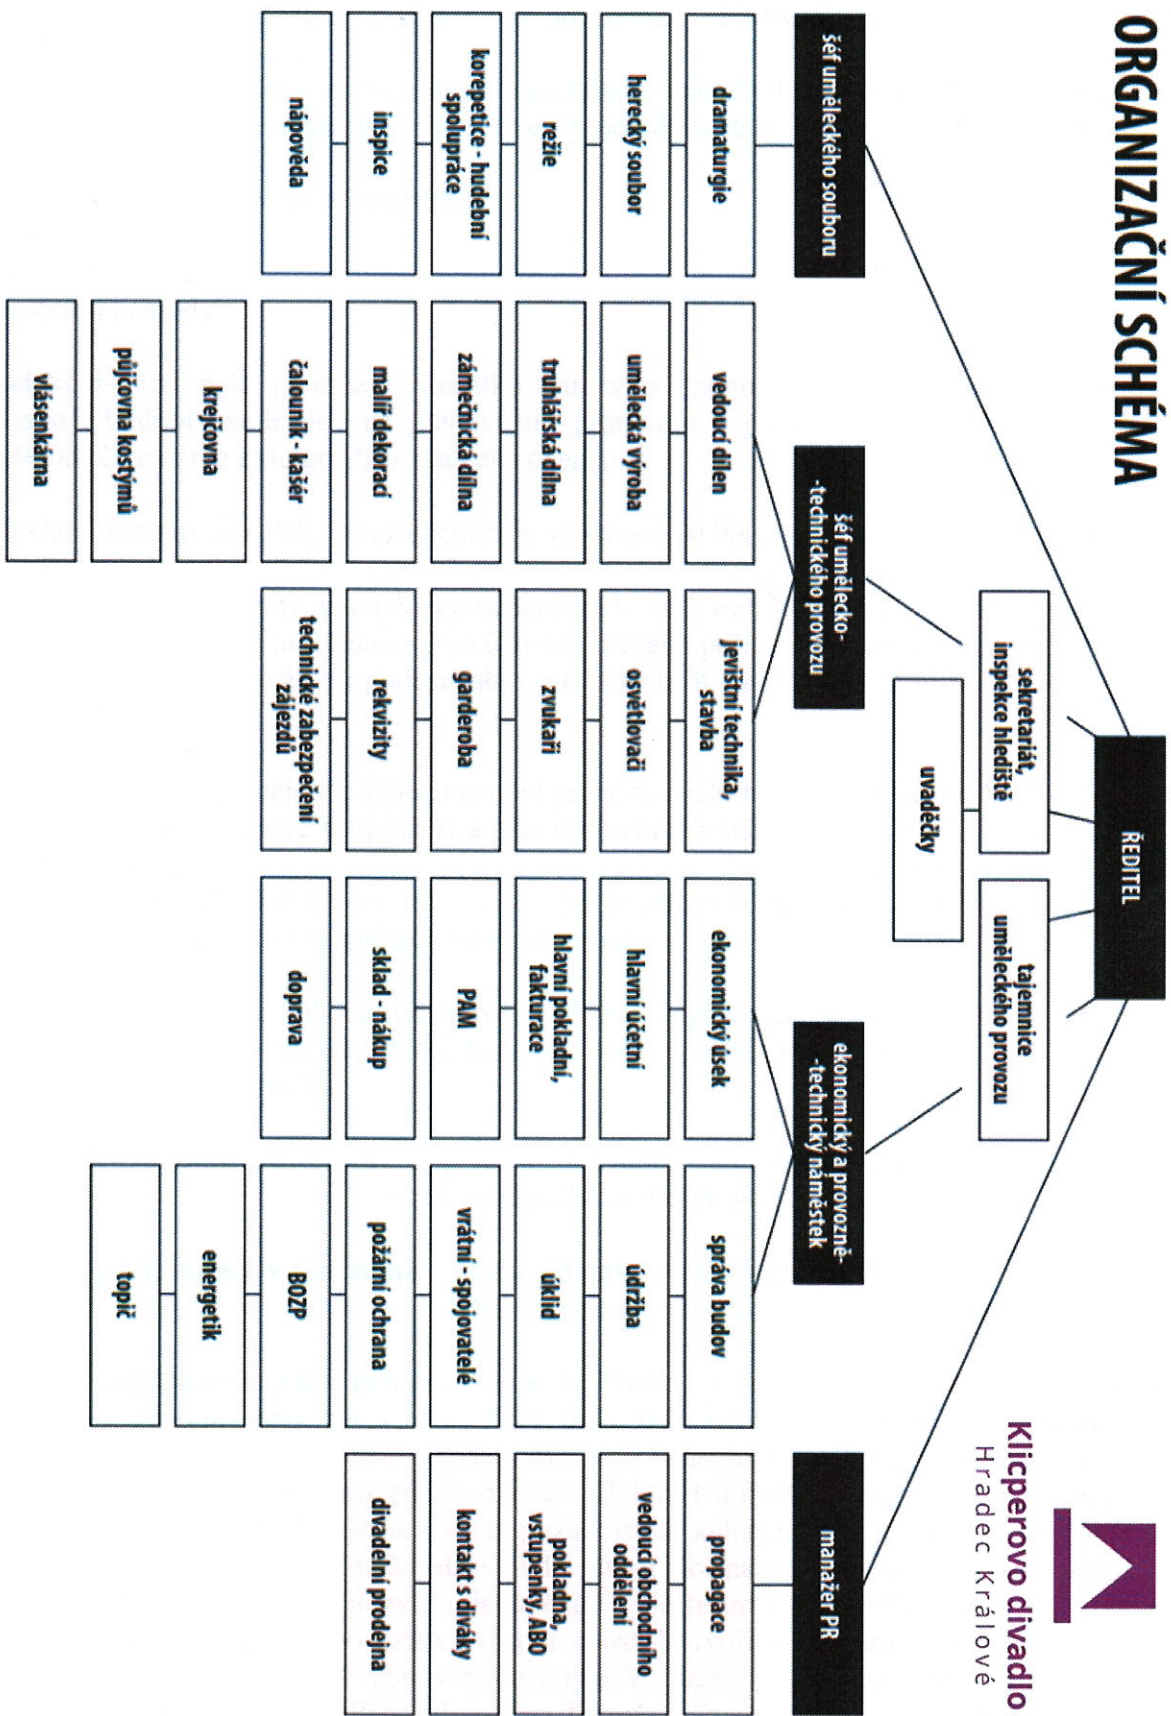 ORGANIZAČNÍ SCHÉMA
Klicperovo divadlo
Hradec Králové
ŘEDITEL
sekretariát,
inspekce hlediště
uvaděčky
tajemnice
uměleckého provozu
šéf uměleckého souboru
dramaturgie
herecký soubor
režie
korepetice - hudební
spolupráce
inspice
nápověda
šéf umělecko-
-technického provozu
vedoucí dílen
umělecká výroba
truhlářská dílna
zámečnická dílna
malíř dekorací
čalouník - kašér
krejčovna
půjčovna kostýmů
vlásenkárna
jevištní technika,
stavba
osvětlovači
zvukaři
garderoba
rekvizity
technické zabezpečení
zájezdů
ekonomický a provozně-
-technický náměstek
ekonomický úsek
hlavní účetní
hlavní pokladní,
fakturace
PAM
sklad - nákup
doprava
správa budov
údržba
úklid
vrátní - spojovatelé
požární ochrana
BOZP
energetik
topič
manažer PR
propagace
vedoucí obchodního
oddělení
pokladna,
vstupenky, ABO
kontakt s diváky
divadelní prodejna